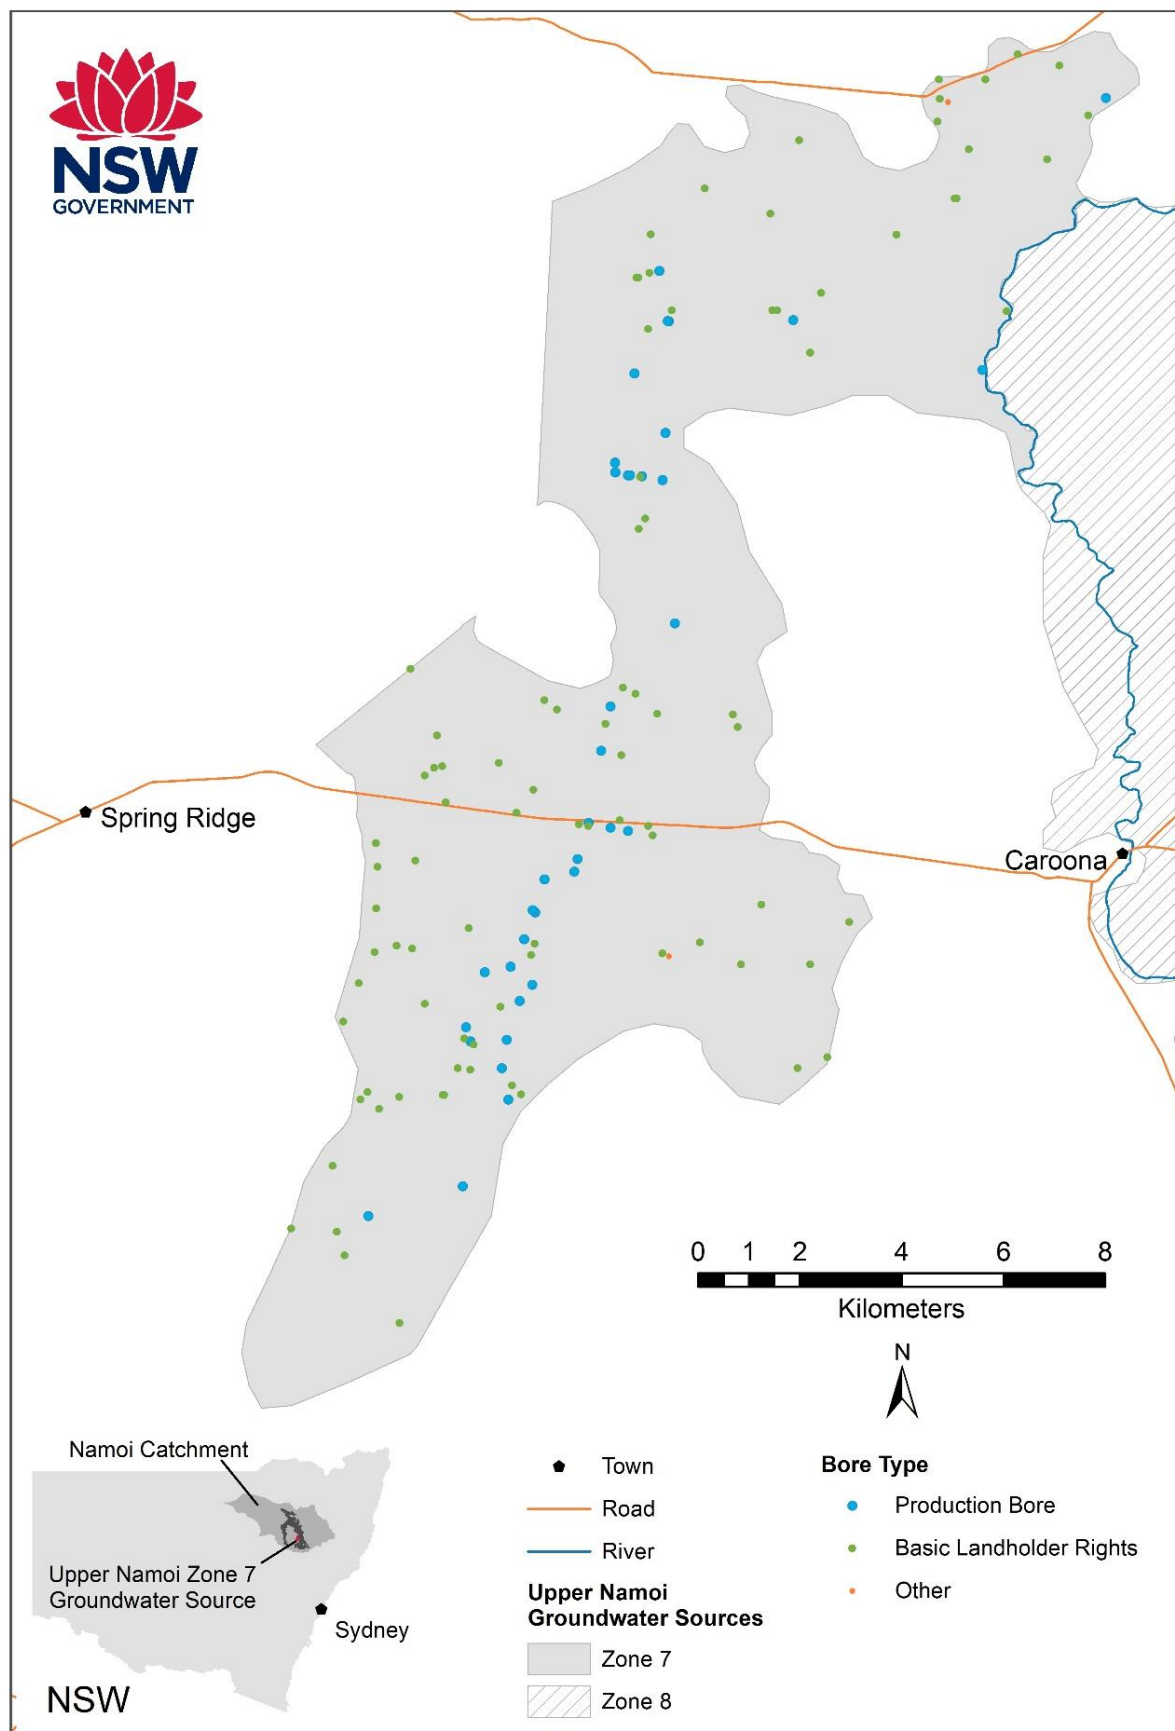 NSW
GOVERNMENT
Spring Ridge
Caroona
0 1 2 4 6 8
Kilometers
N
Namoi Catchment
Upper Namoi Zone 7
Groundwater Source
Sydney
NSW
Town
Road
River
Upper Namoi
Groundwater Sources
Zone 7
Zone 8
Bore Type
Production Bore
Basic Landholder Rights
Other